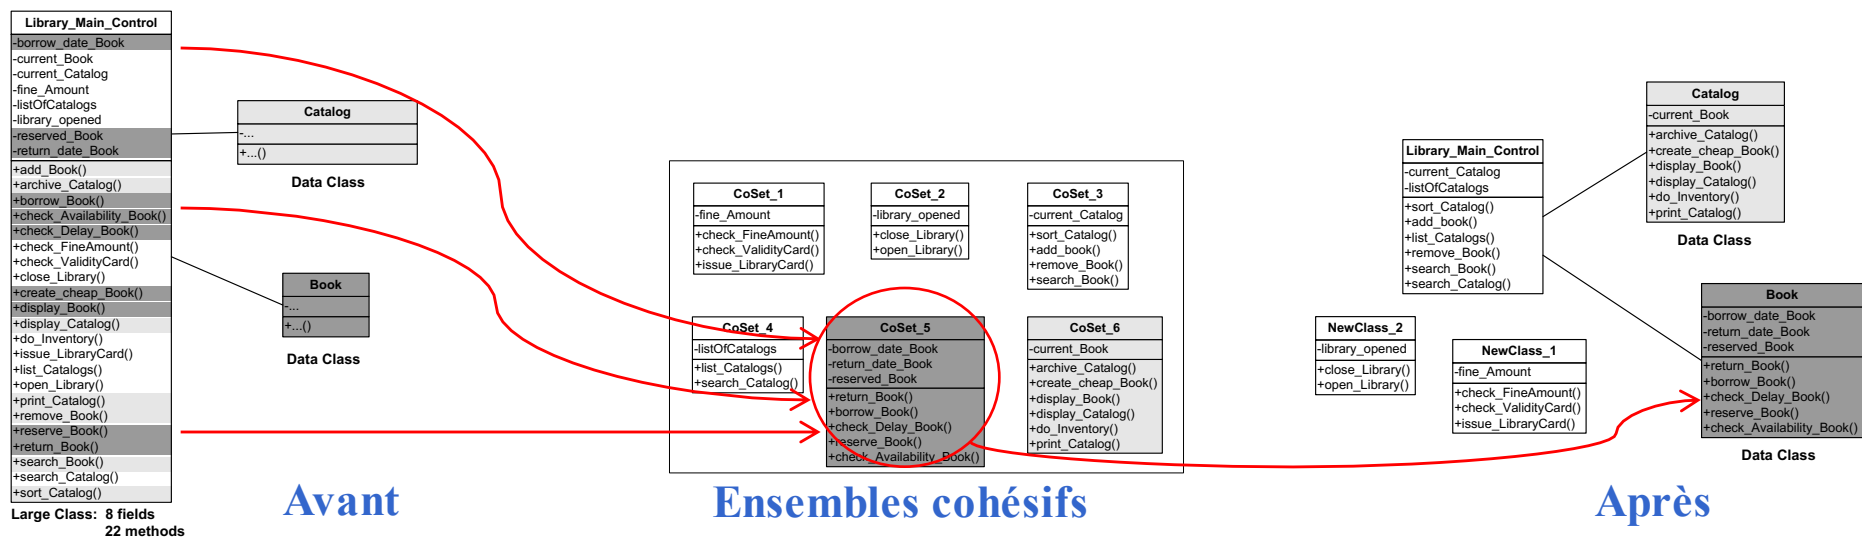 Library_Main_Control
-borrow_date_Book
-current_Book
-current_Catalog
-fine_Amount
-listOfCatalogs
-library_opened
-reserved_Book
-return_date_Book
+add_Book()
+archive_Catalog()
+borrow_Book()
+check_Availability_Book()
+check_Delay_Book()
+check_FineAmount()
+check_ValidityCard()
+close_Library()
+create_cheap_Book()
+display_Book()
+display_Catalog()
+do_Inventory()
+issue_LibraryCard()
+list_Catalogs()
+open_Library()
+print_Catalog()
+remove_Book()
+reserve_Book()
+return_Book()
+search_Book()
+search_Catalog()
+sort_Catalog()
Large Class: 8 fields
22 methods
Catalog
-...
+...()
Data Class
Book
-...
+...()
Data Class
Avant
CoSet_1
-fine_Amount
+check_FineAmount()
+check_ValidityCard()
+issue_LibraryCard()
CoSet_2
-library_opened
+close_Library()
+open_Library()
CoSet_3
-current_Catalog
+sort_Catalog()
+add_book()
+remove_Book()
+search_Book()
CoSet_4
-listOfCatalogs
+list_Catalogs()
+search_Catalog()
CoSet_5
-borrow_date_Book
-return_date_Book
-reserved_Book
+return_Book()
+borrow_Book()
+check_Delay_Book()
+reserve_Book()
+check_Availability_Book()
CoSet_6
-current_Book
+archive_Catalog()
+create_cheap_Book()
+display_Book()
+display_Catalog()
+do_Inventory()
+print_Catalog()
Ensembles cohésifs
Library_Main_Control
-current_Catalog
-listOfCatalogs
+sort_Catalog()
+add_book()
+list_Catalogs()
+remove_Book()
+search_Book()
+search_Catalog()
Catalog
-current_Book
+archive_Catalog()
+create_cheap_Book()
+display_Book()
+display_Catalog()
+do_Inventory()
+print_Catalog()
Data Class
NewClass_2
-library_opened
+close_Library()
+open_Library()
NewClass_1
-fine_Amount
+check_FineAmount()
+check_ValidityCard()
+issue_LibraryCard()
Book
-borrow_date_Book
-return_date_Book
-reserved_Book
+return_Book()
+borrow_Book()
+check_Delay_Book()
+reserve_Book()
+check_Availability_Book()
Data Class
Après